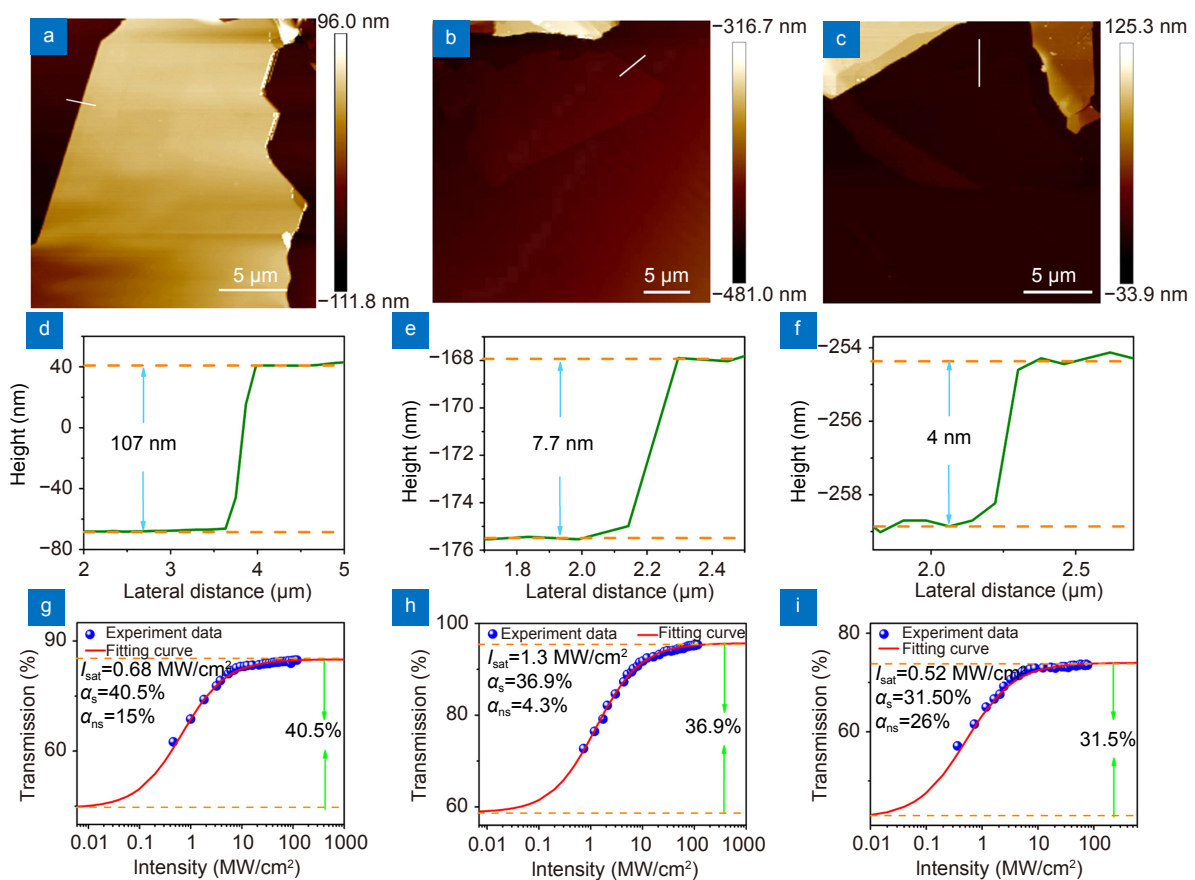 a
96.0 nm
5 µm
−111.8 nm
b
−316.7 nm
5 µm
−481.0 nm
c
125.3 nm
5 µm
−33.9 nm
d
Height (nm)
40
0
−40
−80
107 nm
2 3 4 5
Lateral distance (µm)
e
Height (nm)
−168
−170
−172
−174
−176
7.7 nm
1.8 2.0 2.2 2.4
Lateral distance (µm)
f
Height (nm)
−254
−256
−258
4 nm
2.0 2.5
Lateral distance (µm)
g
Transmission (%)
90
60
Experiment data
Fitting curve
Isat=0.68 MW/cm²
αs=40.5%
αns=15%
40.5%
0.01 0.1 1 10 100 1000
Intensity (MW/cm²)
h
Transmission (%)
100
80
60
Experiment data Fitting curve
Isat=1.3 MW/cm²
αs=36.9%
αns=4.3%
36.9%
0.01 0.1 1 10 100 1000
Intensity (MW/cm²)
i
Transmission (%)
80
60
Experiment data
Fitting curve
Isat=0.52 MW/cm²
αs=31.50%
αns=26%
31.5%
0.01 0.1 1 10 100
Intensity (MW/cm²)